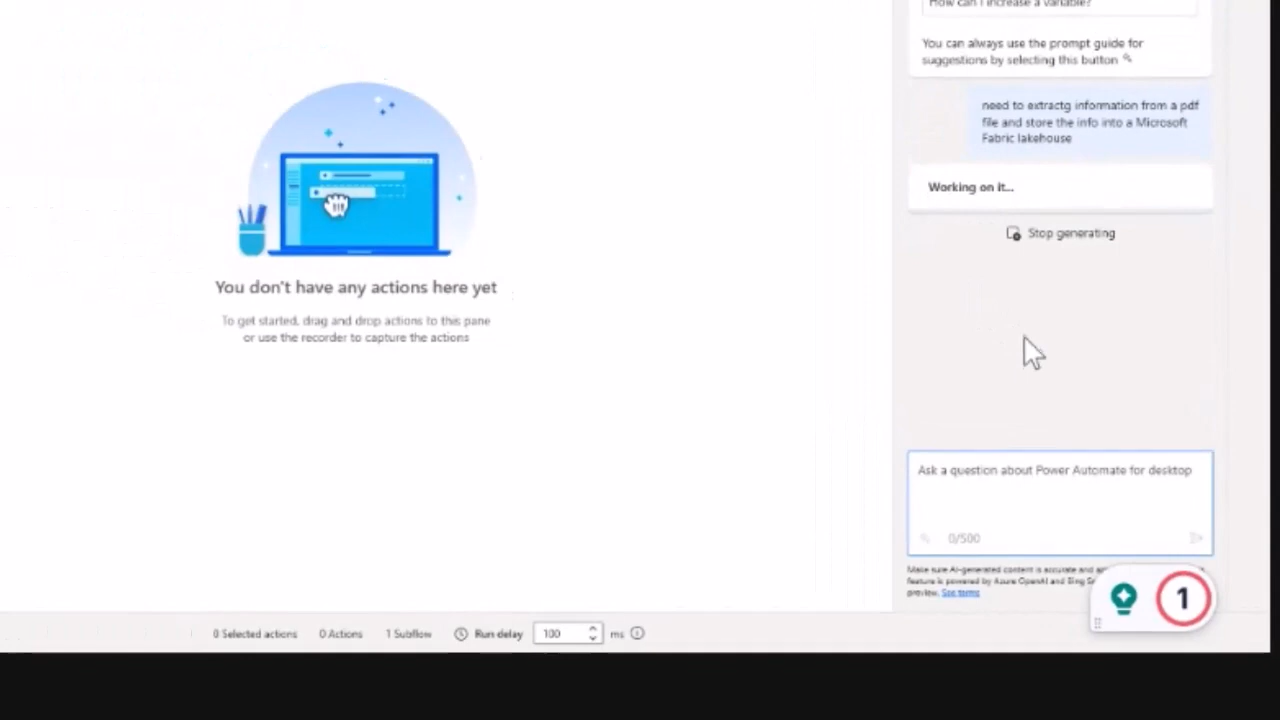 How can I increase a variable?
You can always use the prompt guide for
suggestions by selecting this button
need to extractg information from a pdf
file and store the info into a Microsoft
Fabric lakehouse
Working on it...
Stop generating
You don't have any actions here yet
To get started, drag and drop actions to this pane
or use the recorder to capture the actions
Ask a question about Power Automate for desktop
0/500
Make sure AI-generated content is accurate and
feature is powered by Azure OpenAI and Bing
preview. See terms
1
0 Selected actions 0 Actions 1 Subflow Run delay 100 ms